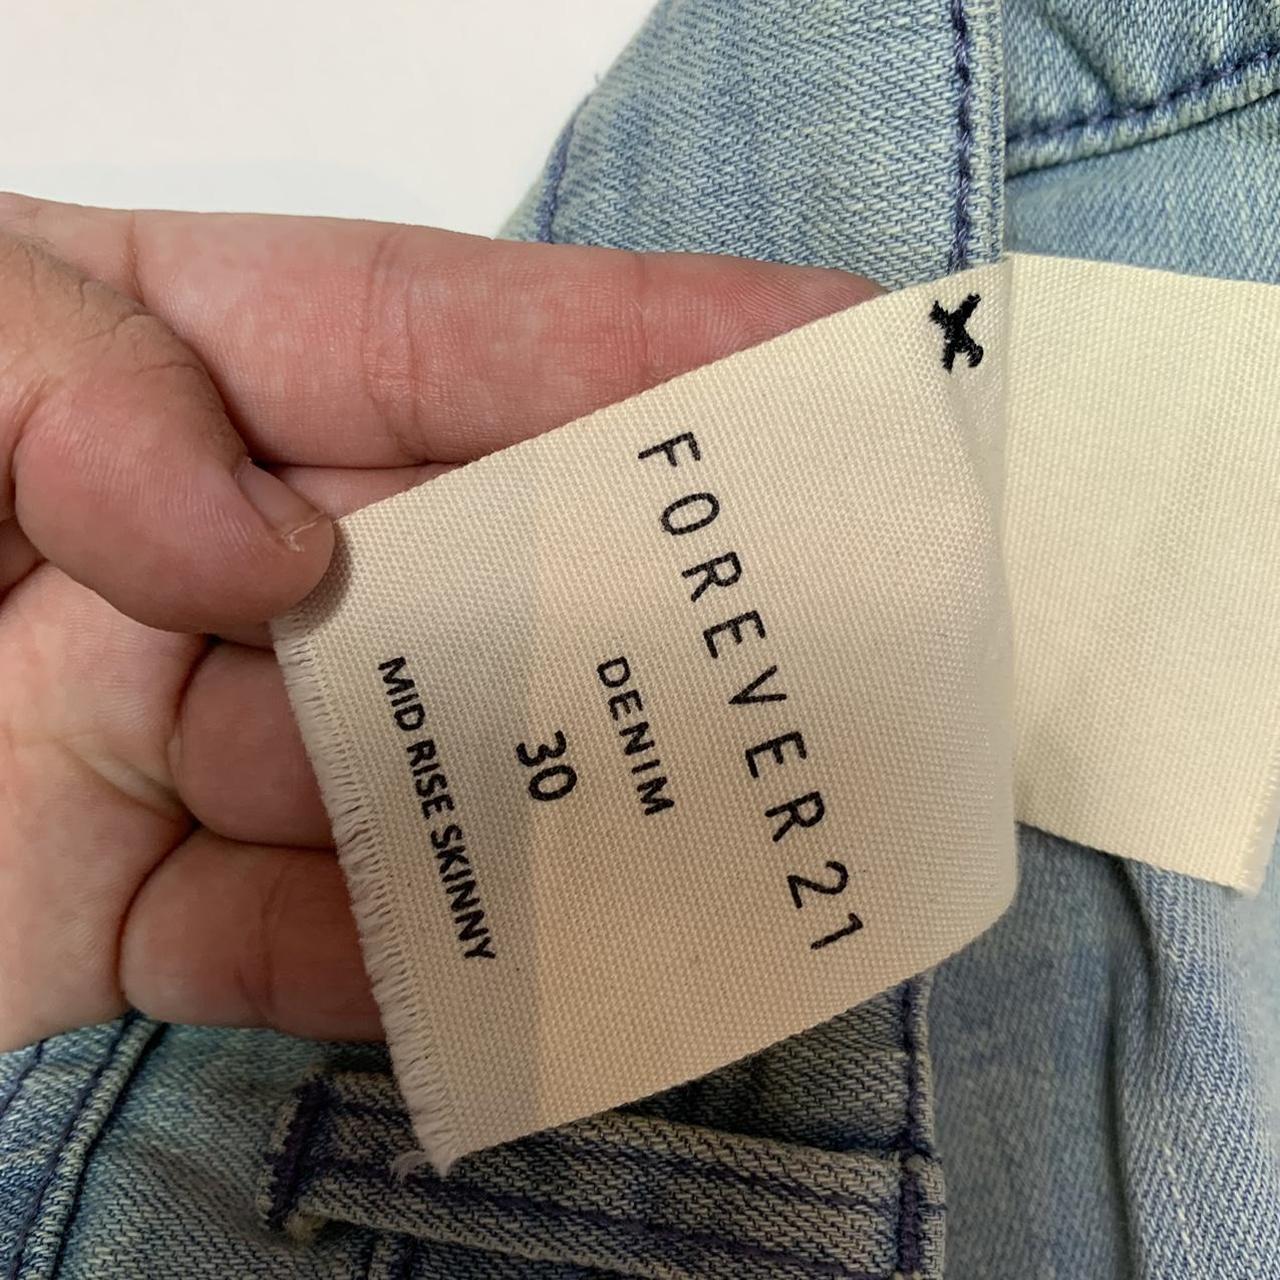 FOREVER 21
DENIM
30
MID RISE SKINNY